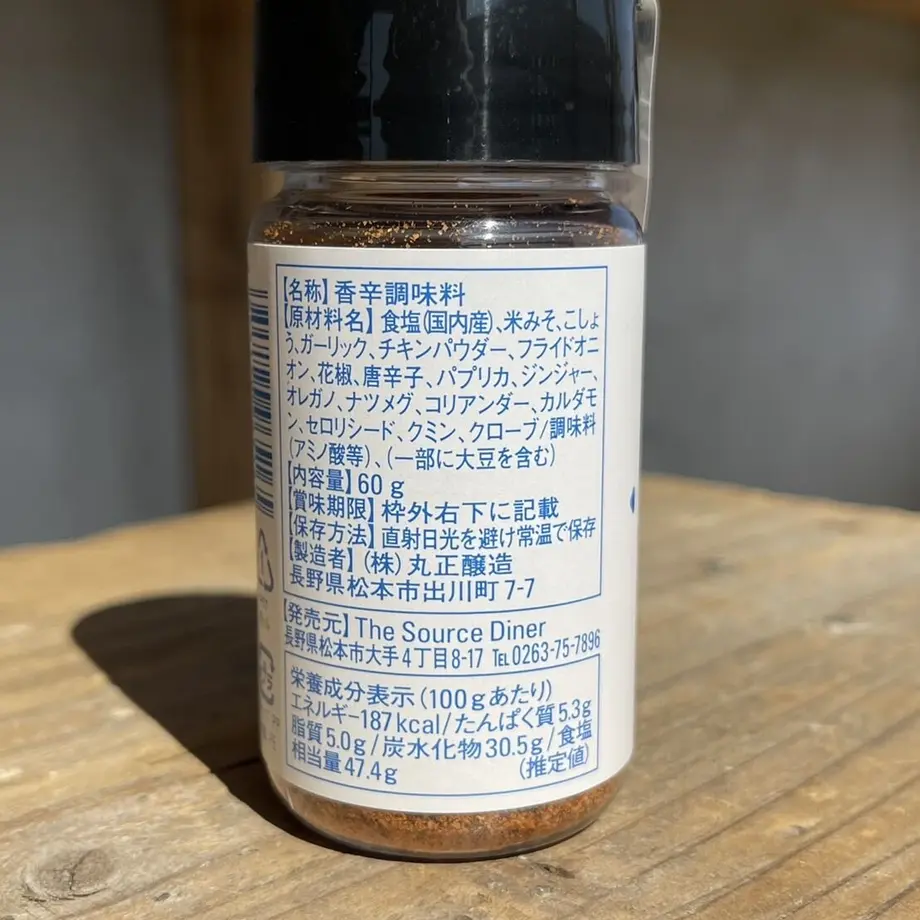 【名称】香辛調味料
【原材料名】食塩(国内産)、米みそ、こしょ
う、ガーリック、チキンパウダー、フライドオニ
オン、花椒、唐辛子、パプリカ、ジンジャー、
オレガノ、ナツメグ、コリアンダー、カルダモ
ン、セロリシード、クミン、クローブ/調味料
(アミノ酸等)、(一部に大豆を含む)
【内容量】60g
【賞味期限】枠外右下に記載
【保存方法】直射日光を避け常温で保存
【製造者】(株)丸正醸造
長野県松本市出川町7-7
【発売元】The Source Diner
長野県松本市大手4丁目8-17 TEL0263-75-7896
栄養成分表示(100gあたり)
エネルギー187kcal/たんぱく質5.3g
脂質5.0g/炭水化物30.5g/食塩
相当量47.4g (推定値)